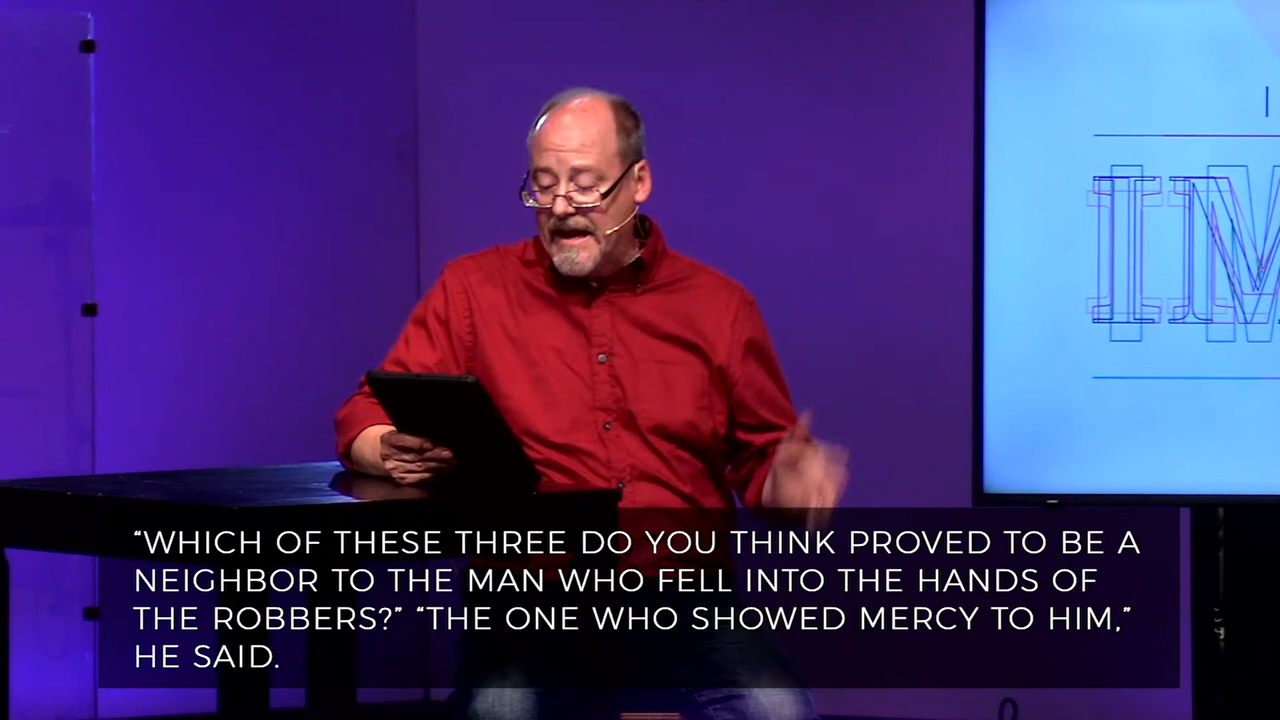 IM
“WHICH OF THESE THREE DO YOU THINK PROVED TO BE A
NEIGHBOR TO THE MAN WHO FELL INTO THE HANDS OF
THE ROBBERS?” “THE ONE WHO SHOWED MERCY TO HIM,”
HE SAID.